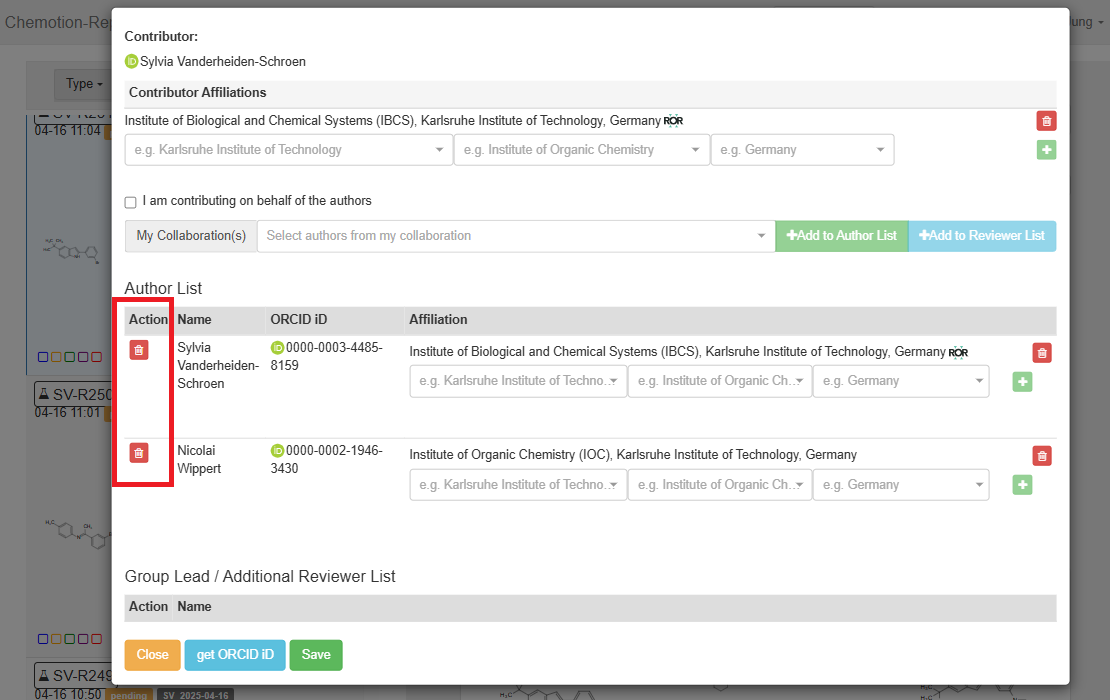 Chemotion-Rep
Type
lung
Contributor:
iD Sylvia Vanderheiden-Schroen
Contributor Affiliations
Institute of Biological and Chemical Systems (IBCS), Karlsruhe Institute of Technology, Germany ROR
e.g. Karlsruhe Institute of Technology e.g. Institute of Organic Chemistry e.g. Germany
I am contributing on behalf of the authors
My Collaboration(s) Select authors from my collaboration +Add to Author List +Add to Reviewer List
Author List
Action Name ORCID iD Affiliation
Sylvia Vanderheiden-Schroen
iD 0000-0003-4485-8159
Institute of Biological and Chemical Systems (IBCS), Karlsruhe Institute of Technology, Germany ROR
e.g. Karlsruhe Institute of Techno... e.g. Institute of Organic Ch... e.g. Germany
Nicolai Wippert
iD 0000-0002-1946-3430
Institute of Organic Chemistry (IOC), Karlsruhe Institute of Technology, Germany
e.g. Karlsruhe Institute of Techno... e.g. Institute of Organic Ch... e.g. Germany
Group Lead / Additional Reviewer List
Action Name
Close get ORCID iD Save
04-16 11:04
SV-R250
04-16 11:01
SV-R249
04-16 10:50 pending SV_2025-04-16